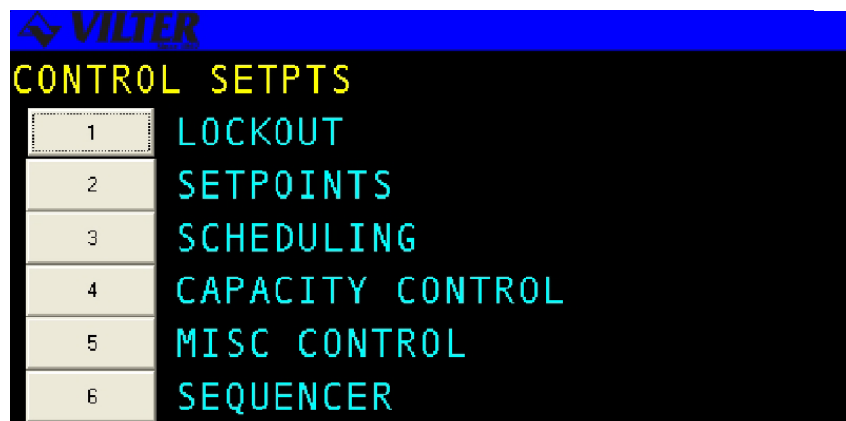 VILTER
CONTROL SETPTS
1 LOCKOUT
2 SETPOINTS
3 SCHEDULING
4 CAPACITY CONTROL
5 MISC CONTROL
6 SEQUENCER